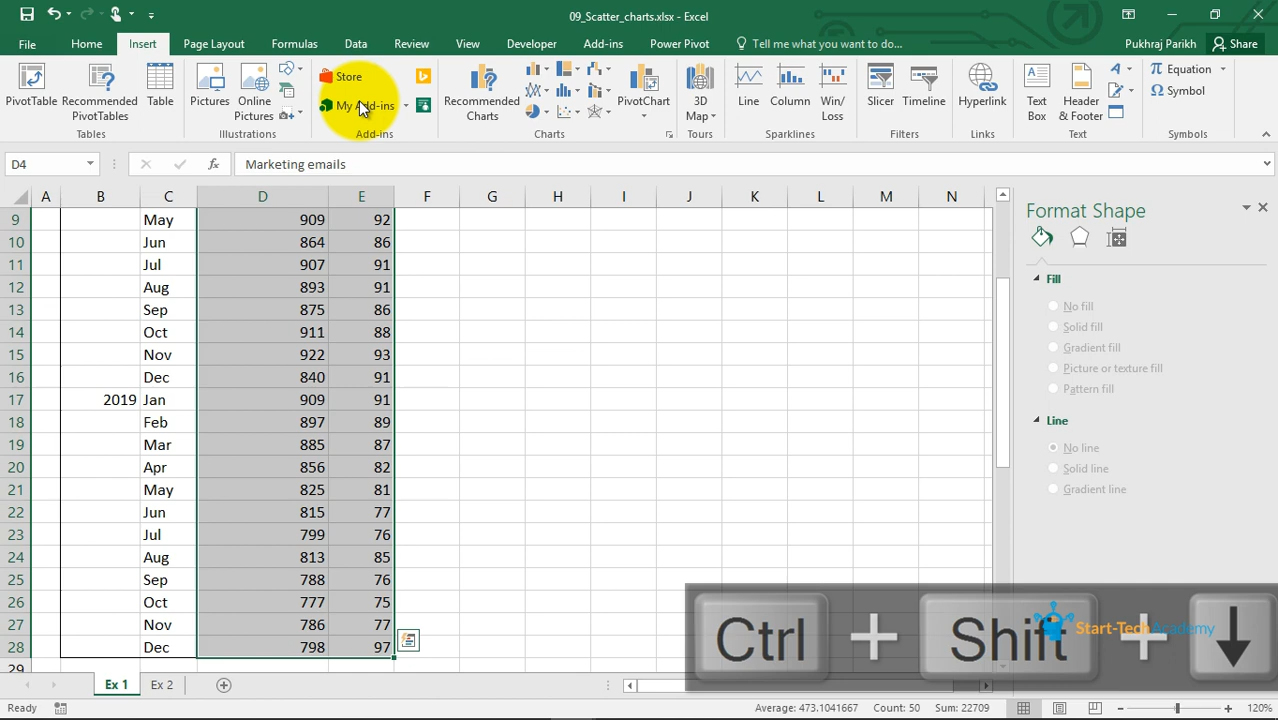 09_Scatter_charts.xlsx - Excel
File Home Insert Page Layout Formulas Data Review View Developer Add-ins Power Pivot Tell me what you want to do... Pukhraj Parikh Share
PivotTable
Recommended PivotTables
Table
Tables
Pictures
Online Pictures
Illustrations
Store
My Add-ins
Add-ins
Recommended Charts
PivotChart
Charts
3D Map
Tours
Line
Column
Win/Loss
Sparklines
Slicer
Timeline
Filters
Hyperlink
Links
Text Box
Header & Footer
Text
Equation
Symbol
Symbols
D4 fx Marketing emails
A B C D E F G H I J K L M N
9 May 909 92
10 Jun 864 86
11 Jul 907 91
12 Aug 893 91
13 Sep 875 86
14 Oct 911 88
15 Nov 922 93
16 Dec 840 91
17 2019 Jan 909 91
18 Feb 897 89
19 Mar 885 87
20 Apr 856 82
21 May 825 81
22 Jun 815 77
23 Jul 799 76
24 Aug 813 85
25 Sep 788 76
26 Oct 777 75
27 Nov 786 77
28 Dec 798 97
29
Format Shape
Fill
No fill
Solid fill
Gradient fill
Picture or texture fill
Pattern fill
Line
No line
Solid line
Gradient line
Ctrl + Shift + ↓
Start-Tech Academy
Ex 1 Ex 2
Ready Average: 473.1041667 Count: 50 Sum: 22709 120%